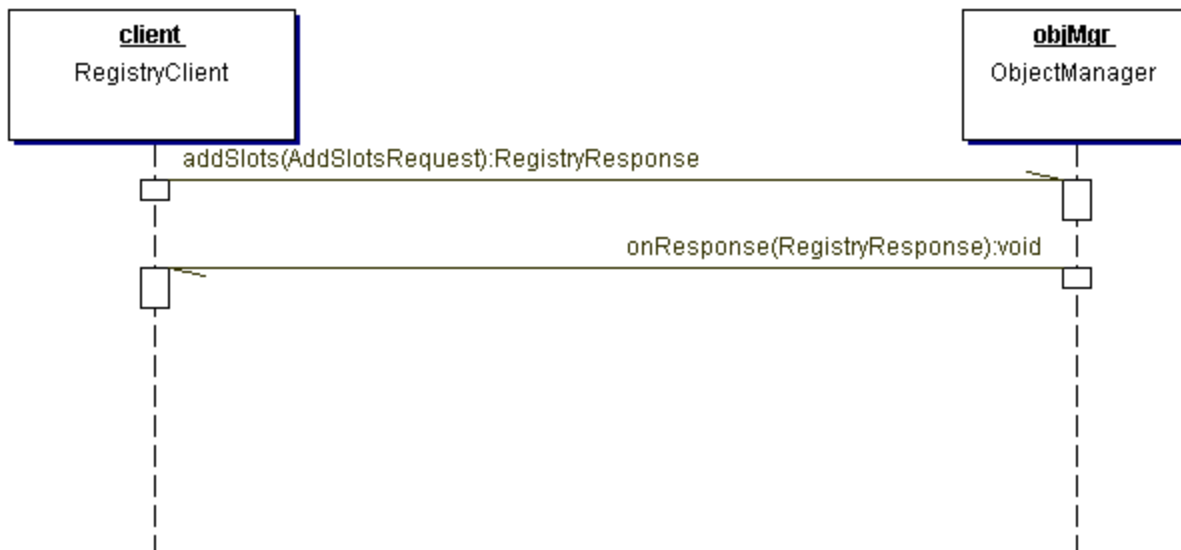 client
RegistryClient
objMgr
ObjectManager
addSlots(AddSlotsRequest):RegistryResponse
onResponse(RegistryResponse):void